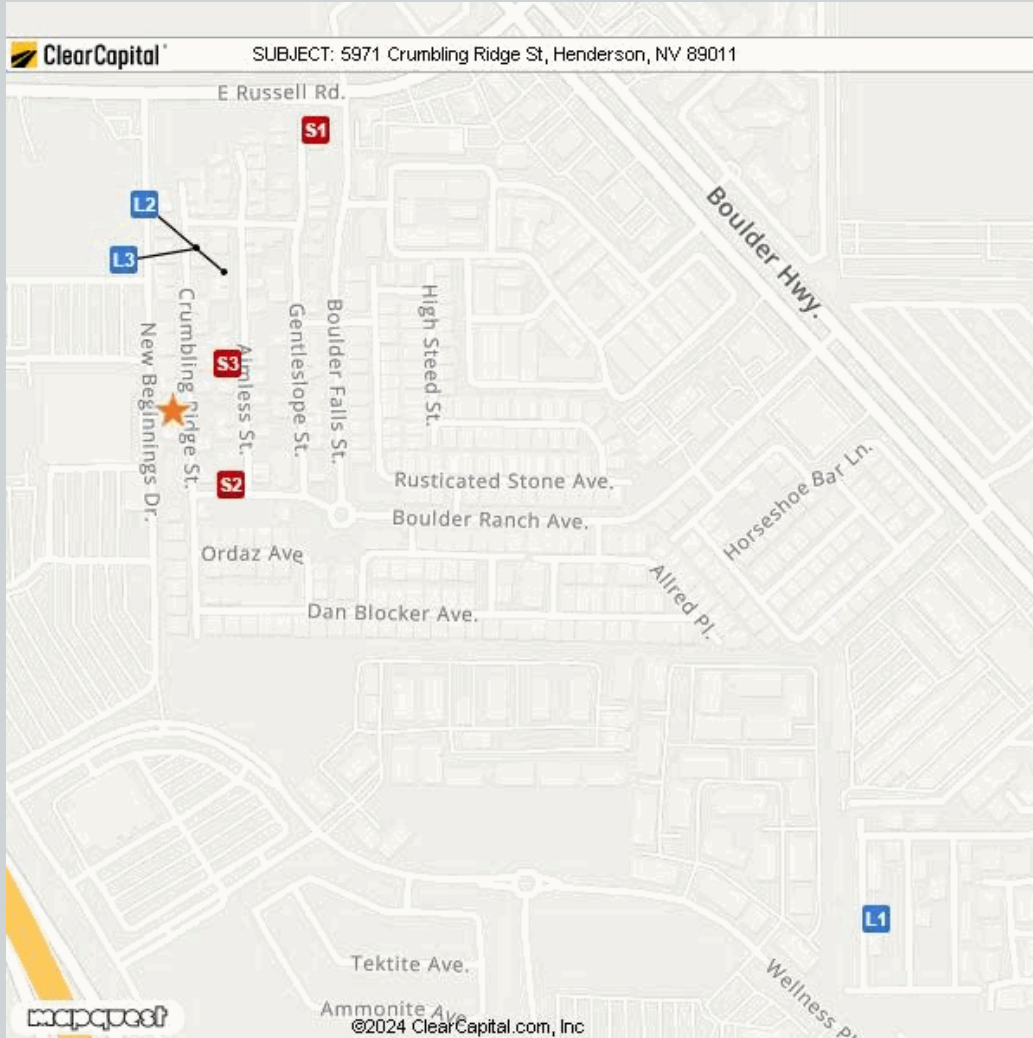 ClearCapital
SUBJECT: 5971 Crumbling Ridge St, Henderson, NV 89011
E Russell Rd.
S1
L2
L3
Boulder Hwy.
Crumbling Ridge St.
New Beginnings Dr.
S3
Aimless St.
Gentleslope St.
Boulder Falls St.
High Steed St.
S2
Rusticated Stone Ave.
Boulder Ranch Ave.
Horseshoe Bar Ln.
Ordaz Ave
Allred Pl.
Dan Blocker Ave.
L1
Tektite Ave.
Wellness Pl
Ammonite Ave
mapquest
©2024 ClearCapital.com, Inc